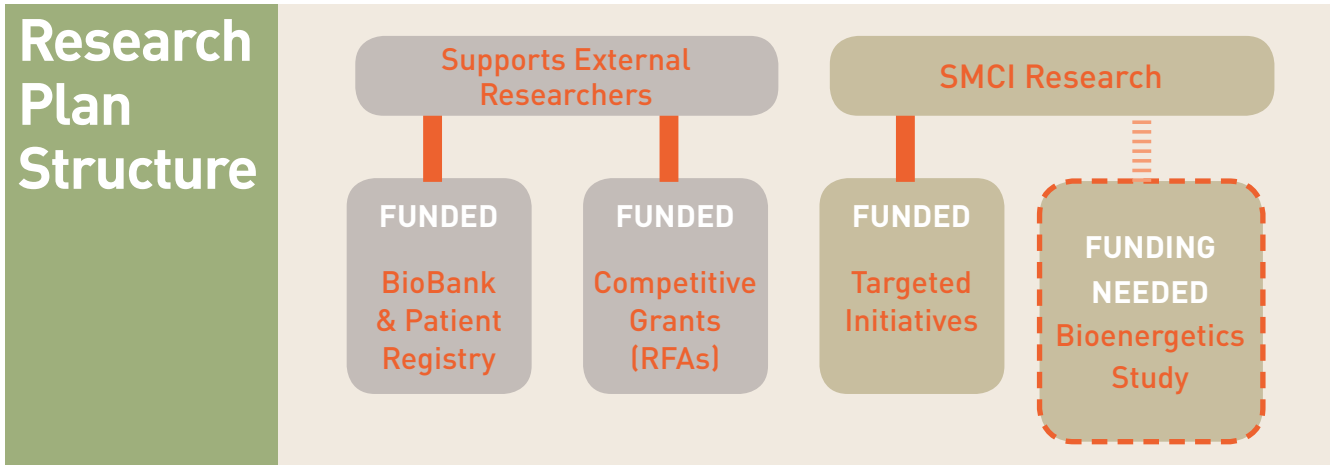 Research
Plan
Structure
Supports External
Researchers
SMCI Research
FUNDED
BioBank
& Patient
Registry
FUNDED
Competitive
Grants
(RFAs)
FUNDED
Targeted
Initiatives
FUNDING
NEEDED
Bioenergetics
Study